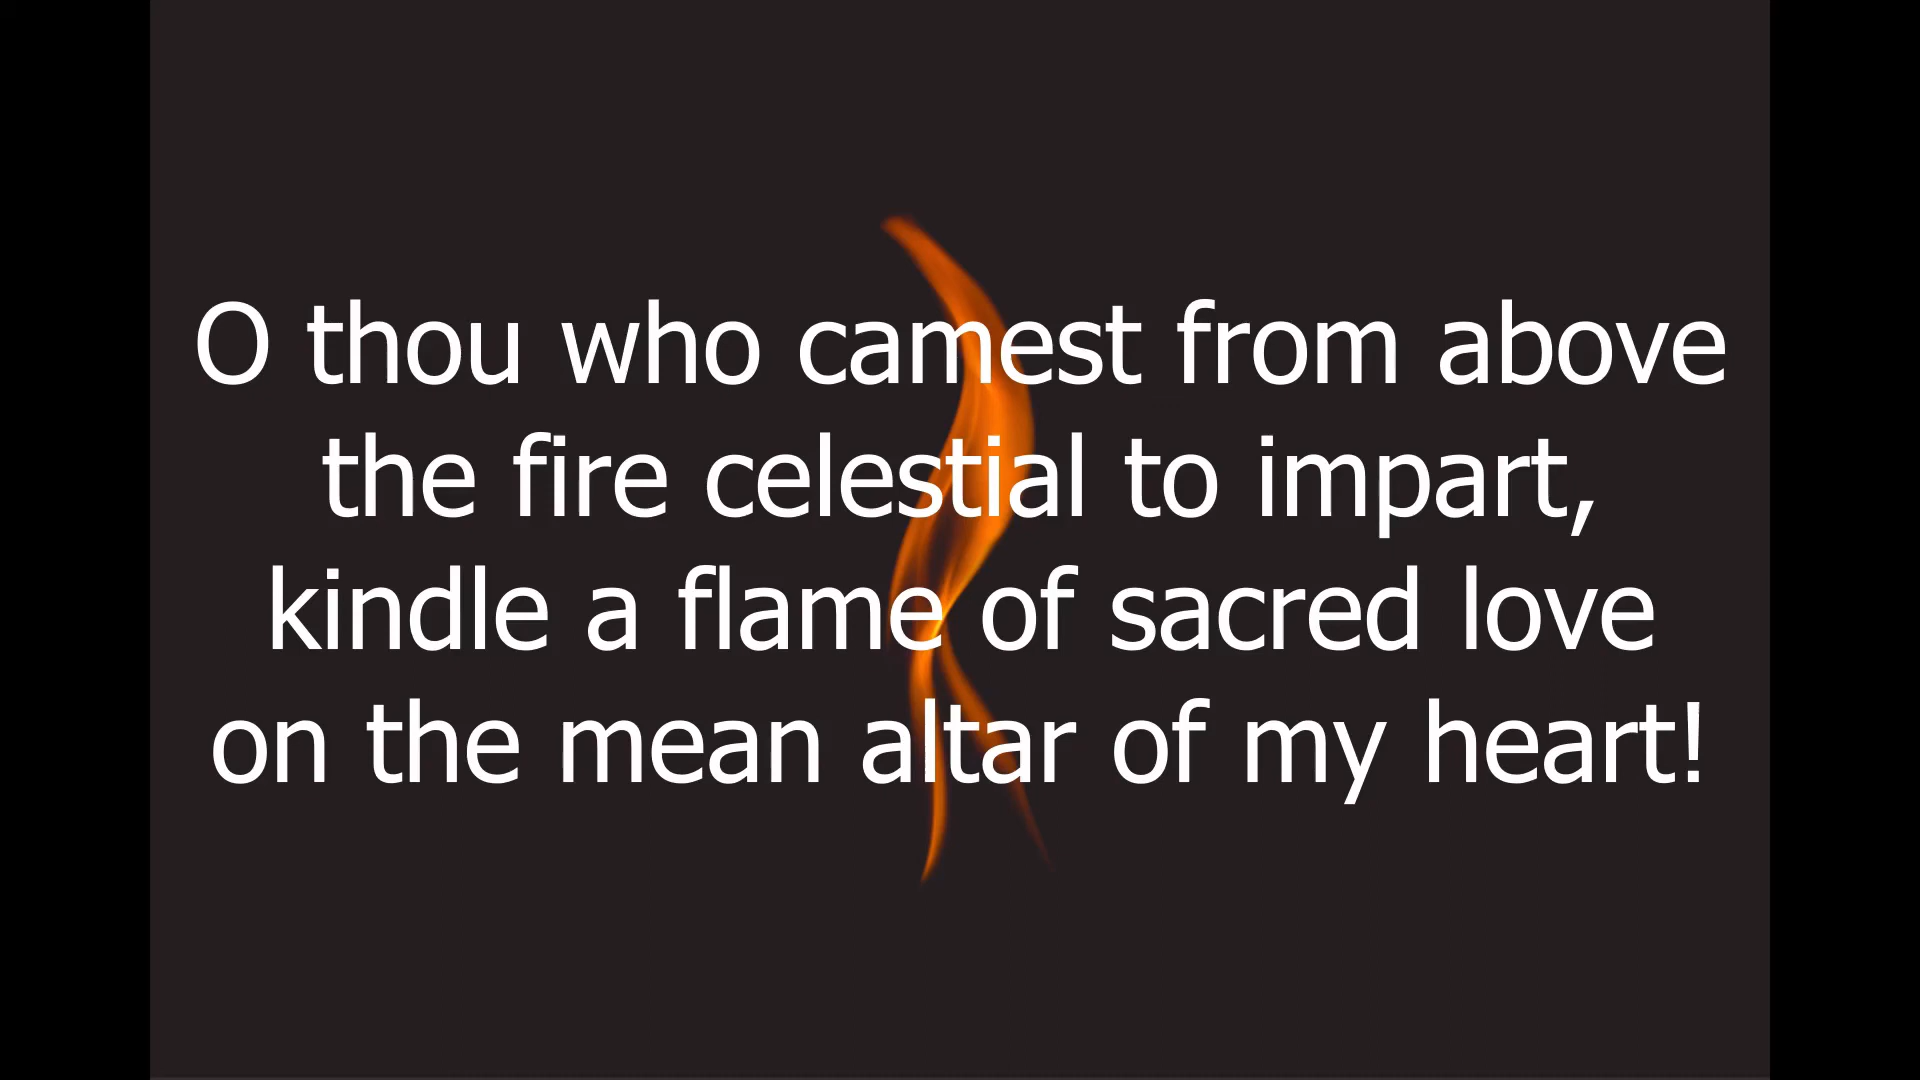 O thou who camest from above
the fire celestial to impart,
kindle a flame of sacred love
on the mean altar of my heart!